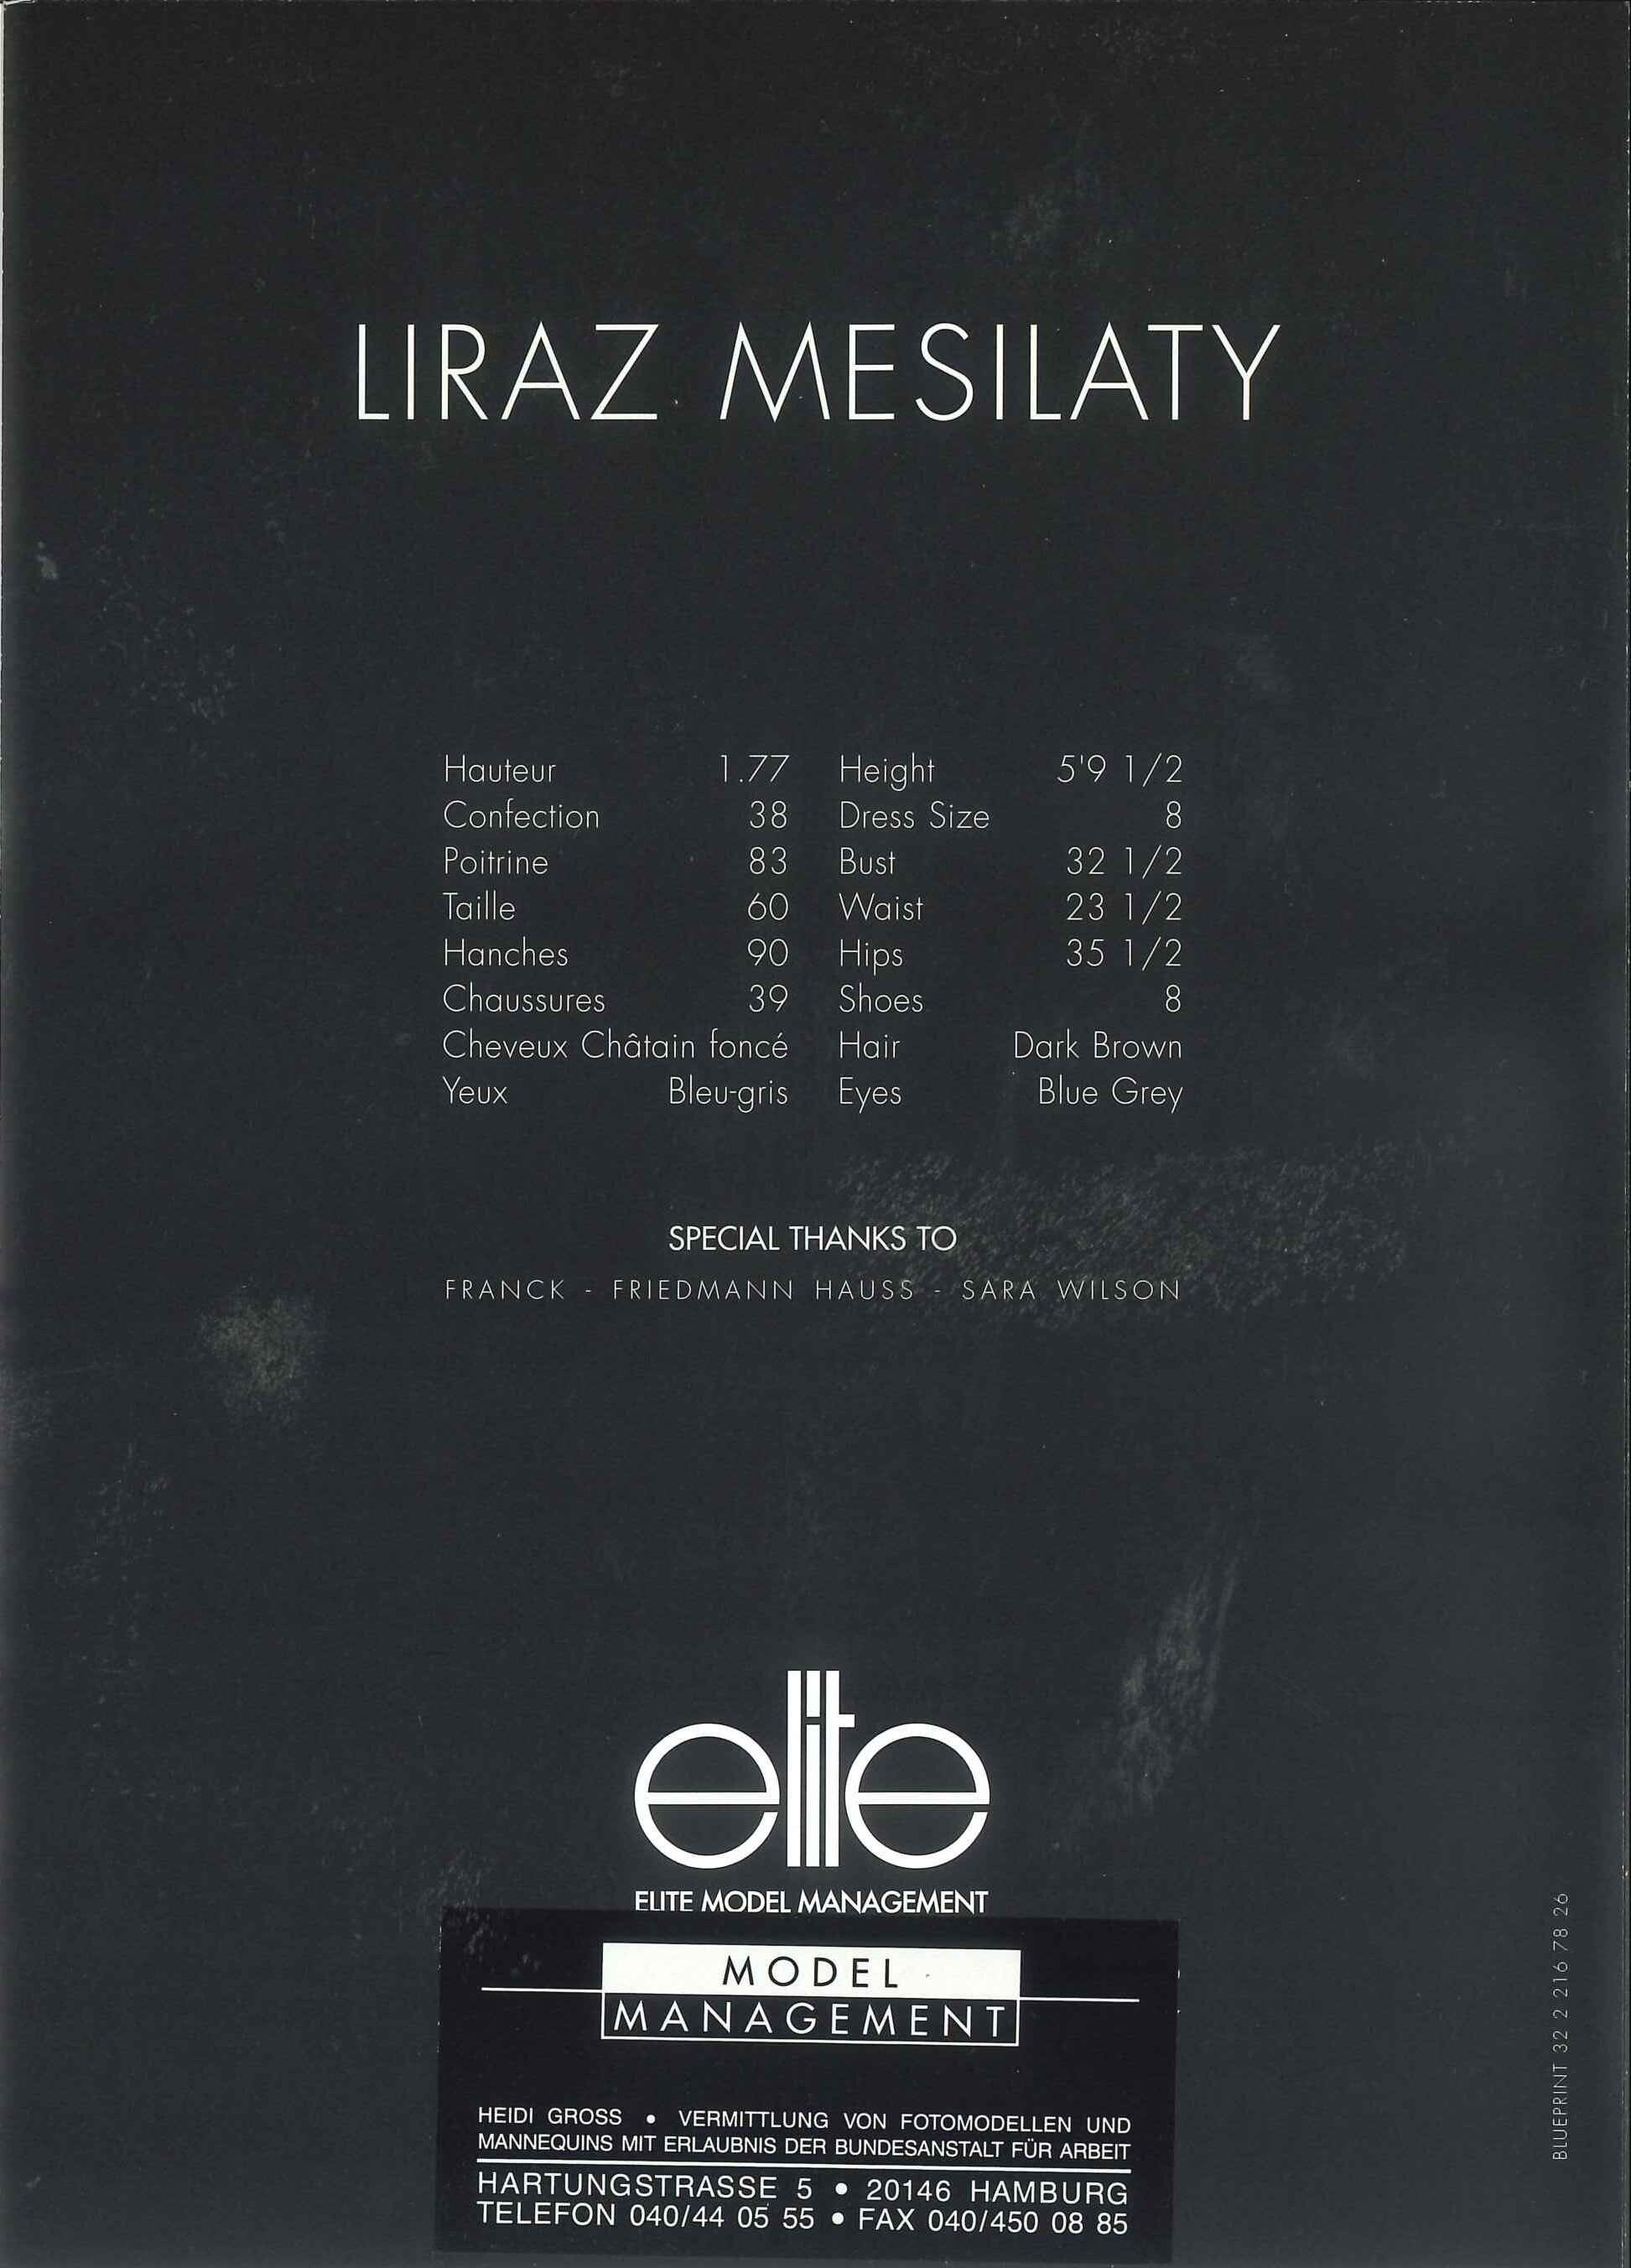 LIRAZ MESILATY
Hauteur 1.77 Height 5'9 1/2
Confection 38 Dress Size 8
Poitrine 83 Bust 32 1/2
Taille 60 Waist 23 1/2
Hanches 90 Hips 35 1/2
Chaussures 39 Shoes 8
Cheveux Châtain foncé Hair Dark Brown
Yeux Bleu-gris Eyes Blue Grey
SPECIAL THANKS TO
FRANCK - FRIEDMANN HAUSS - SARA WILSON
elite
ELITE MODEL MANAGEMENT
MODEL
MANAGEMENT
HEIDI GROSS • VERMITTLUNG VON FOTOMODELLEN UND
MANNEQUINS MIT ERLAUBNIS DER BUNDESANSTALT FÜR ARBEIT
HARTUNGSTRASSE 5 • 20146 HAMBURG
TELEFON 040/44 05 55 • FAX 040/450 08 85
BLUEPRINT 32 2 216 78 26